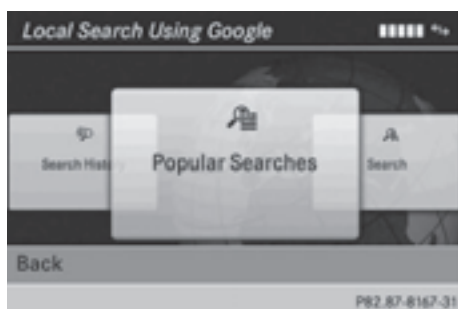 Local Search Using Google
Search Hist
Popular Searches
Search
Back
P82.87-8167-31